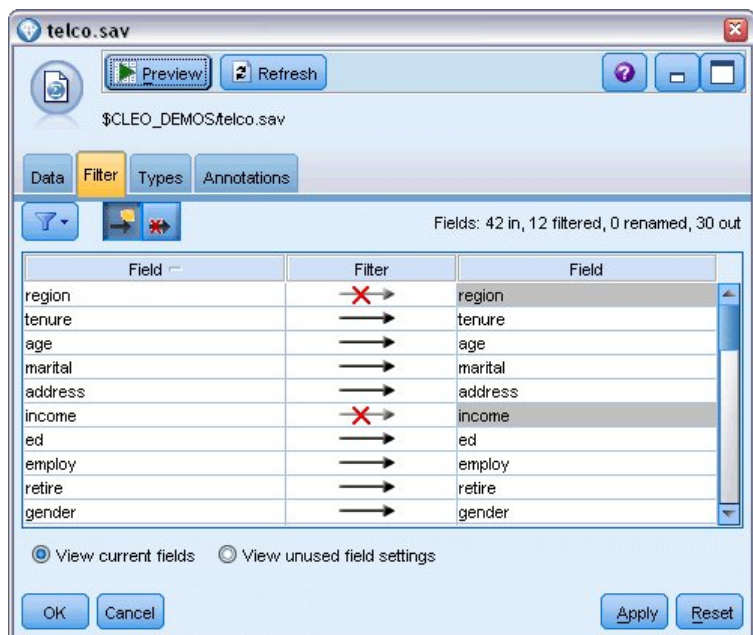 telco.sav
Preview Refresh
$CLEO_DEMOS/telco.sav
Data Filter Types Annotations
Fields: 42 in, 12 filtered, 0 renamed, 30 out
Field Filter Field
region region
tenure tenure
age age
marital marital
address address
income income
ed ed
employ employ
retire retire
gender gender
View current fields View unused field settings
OK Cancel Apply Reset